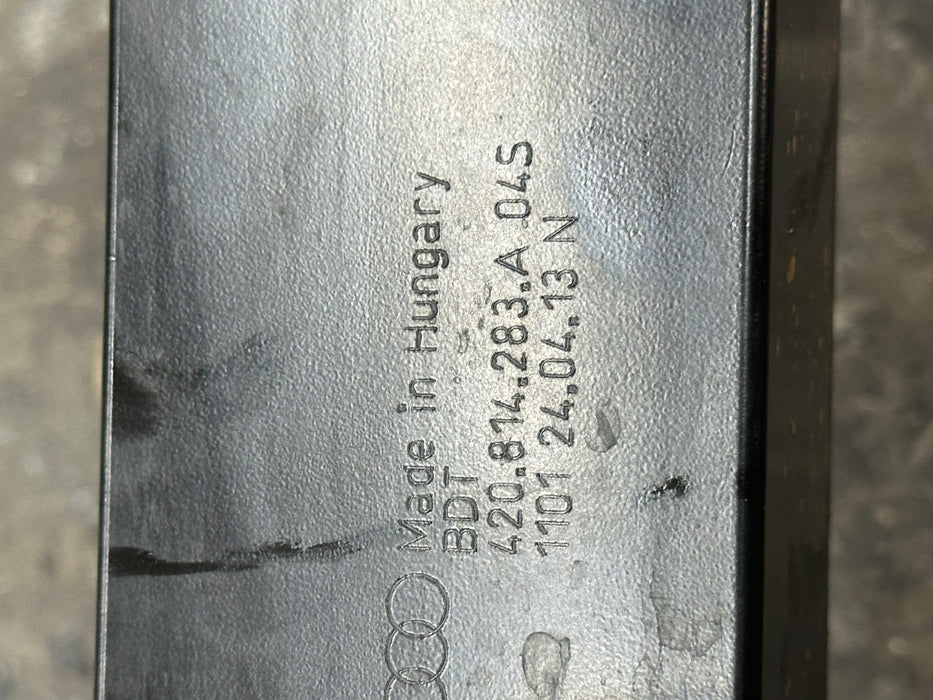 Made in Hungary
BDT
420.814.283.A 04S
1101 24.04.13 N